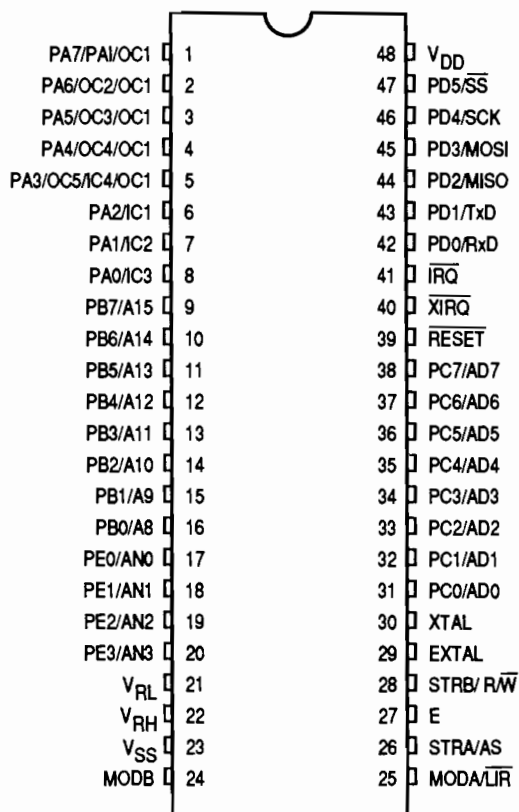 PA7/PAI/OC1 1 48 VDD
PA6/OC2/OC1 2 47 PD5/S̅S̅
PA5/OC3/OC1 3 46 PD4/SCK
PA4/OC4/OC1 4 45 PD3/MOSI
PA3/OC5/IC4/OC1 5 44 PD2/MISO
PA2/IC1 6 43 PD1/TxD
PA1/IC2 7 42 PD0/RxD
PA0/IC3 8 41 I̅R̅Q̅
PB7/A15 9 40 X̅I̅R̅Q̅
PB6/A14 10 39 R̅E̅S̅E̅T̅
PB5/A13 11 38 PC7/AD7
PB4/A12 12 37 PC6/AD6
PB3/A11 13 36 PC5/AD5
PB2/A10 14 35 PC4/AD4
PB1/A9 15 34 PC3/AD3
PB0/A8 16 33 PC2/AD2
PE0/AN0 17 32 PC1/AD1
PE1/AN1 18 31 PC0/AD0
PE2/AN2 19 30 XTAL
PE3/AN3 20 29 EXTAL
VRL 21 28 STRB/ R/W̅
VRH 22 27 E
VSS 23 26 STRA/AS
MODB 24 25 MODA/L̅I̅R̅